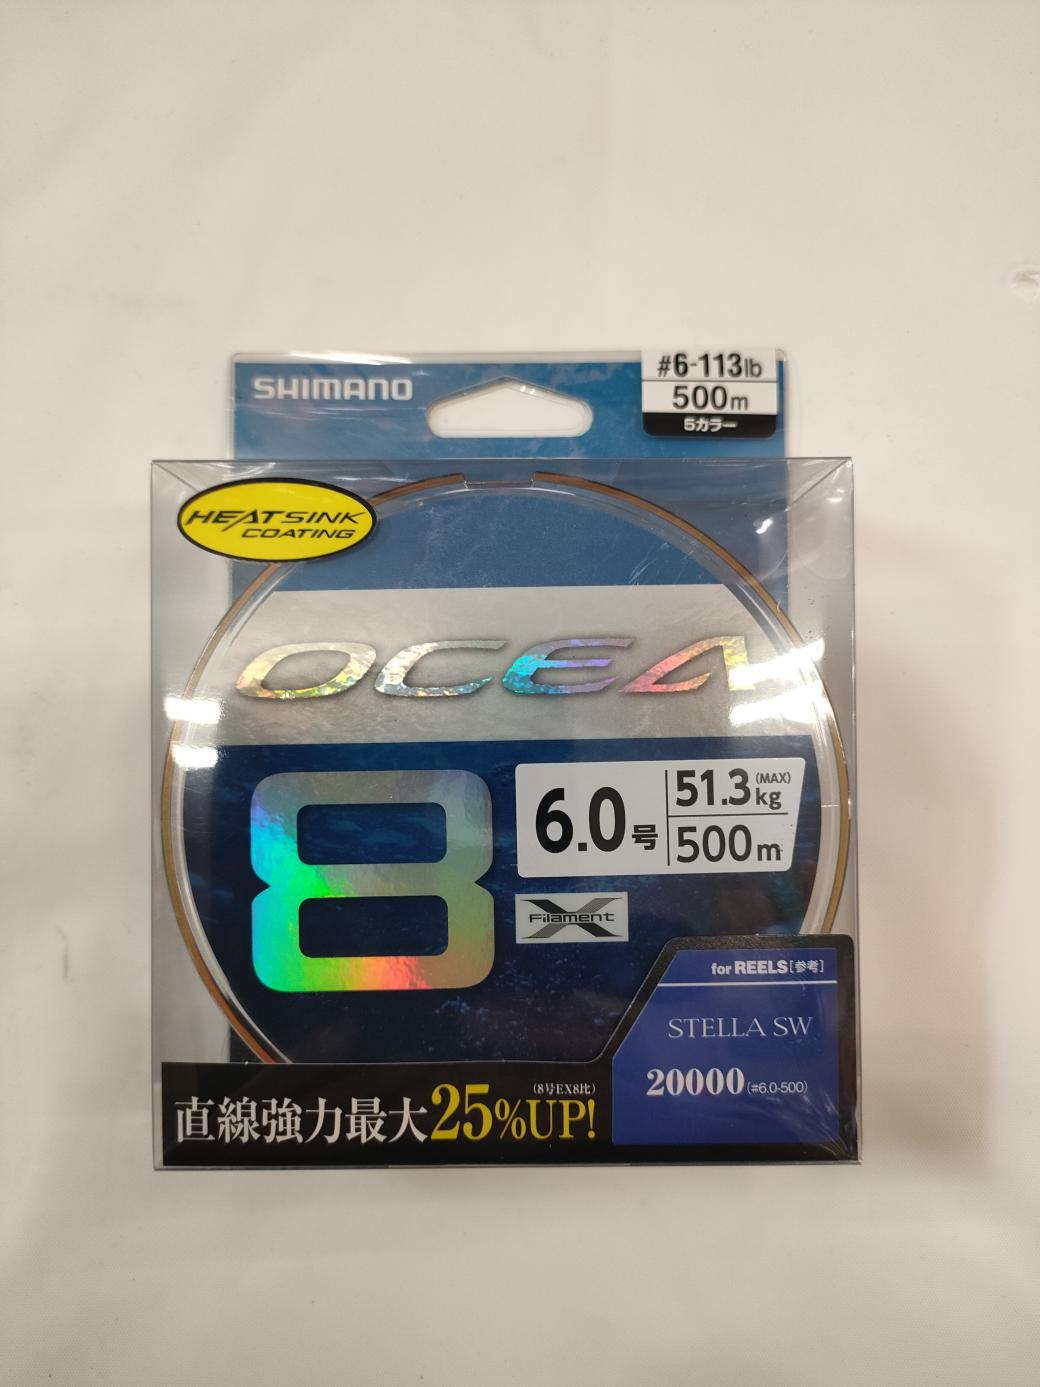 SHIMANO
#6-113lb
500m
5カラー
HEATSINK
COATING
OCEA
8
6.0号
51.3kg (MAX)
500m
X Filament
for REELS[参考]
STELLA SW
20000(#6.0-500)
(8号EX8比)
直線強力最大25%UP!